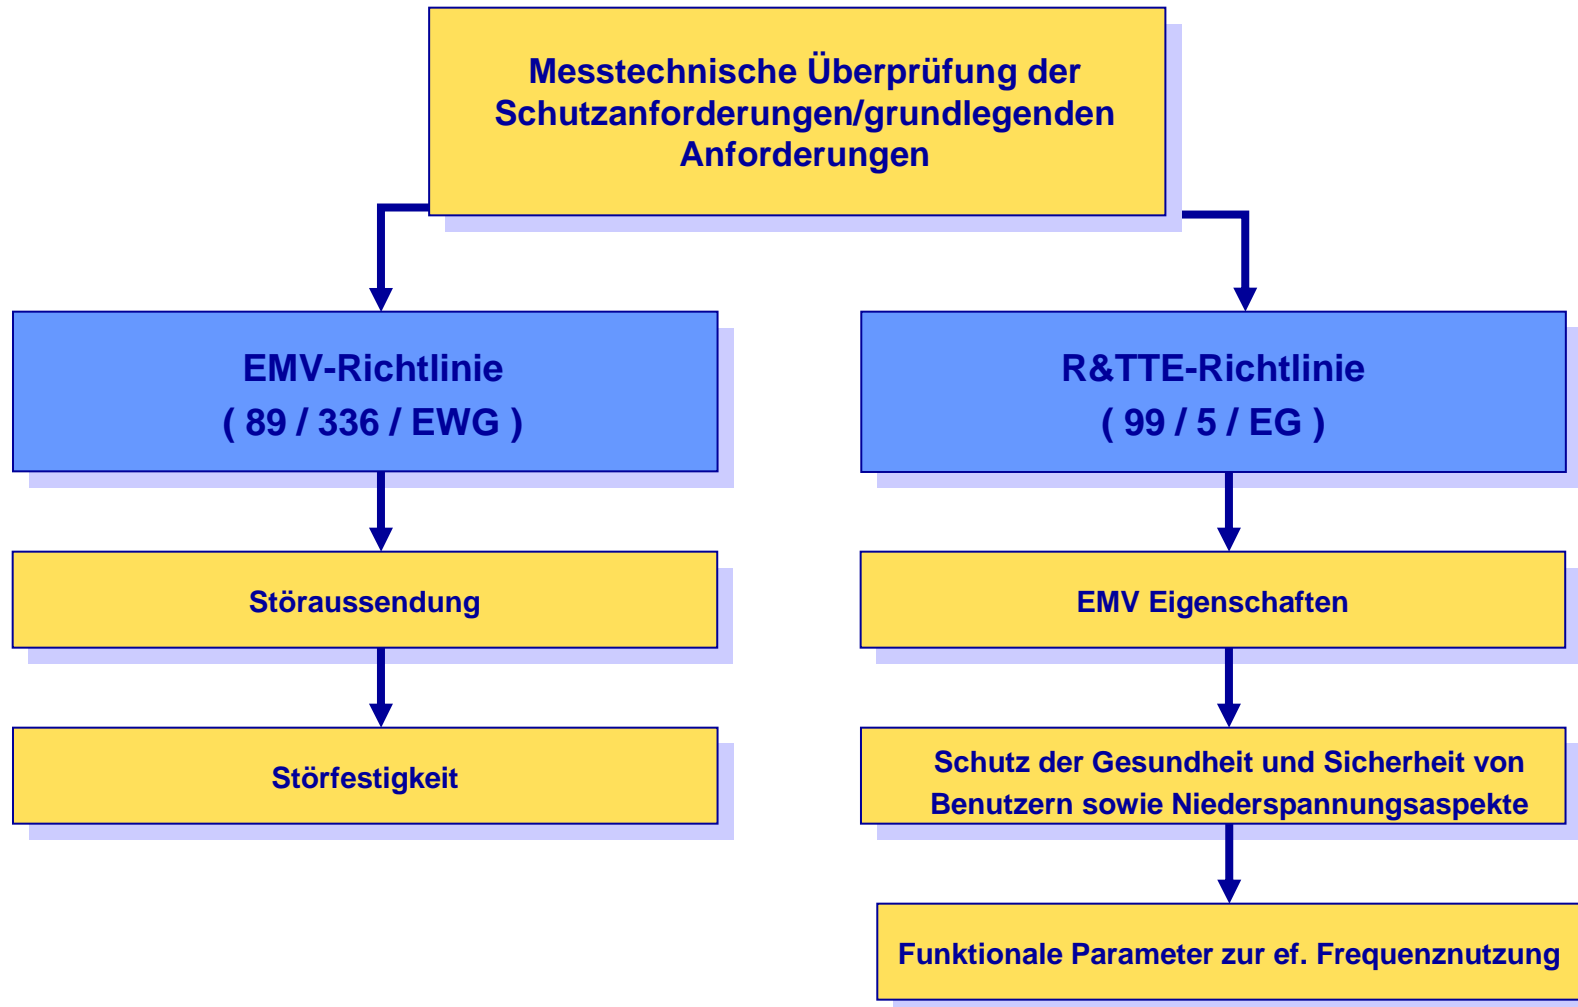 Messtechnische Überprüfung der
Schutzanforderungen/grundlegenden
Anforderungen
EMV-Richtlinie
( 89 / 336 / EWG )
R&TTE-Richtlinie
( 99 / 5 / EG )
Störaussendung
EMV Eigenschaften
Störfestigkeit
Schutz der Gesundheit und Sicherheit von
Benutzern sowie Niederspannungsaspekte
Funktionale Parameter zur ef. Frequenznutzung